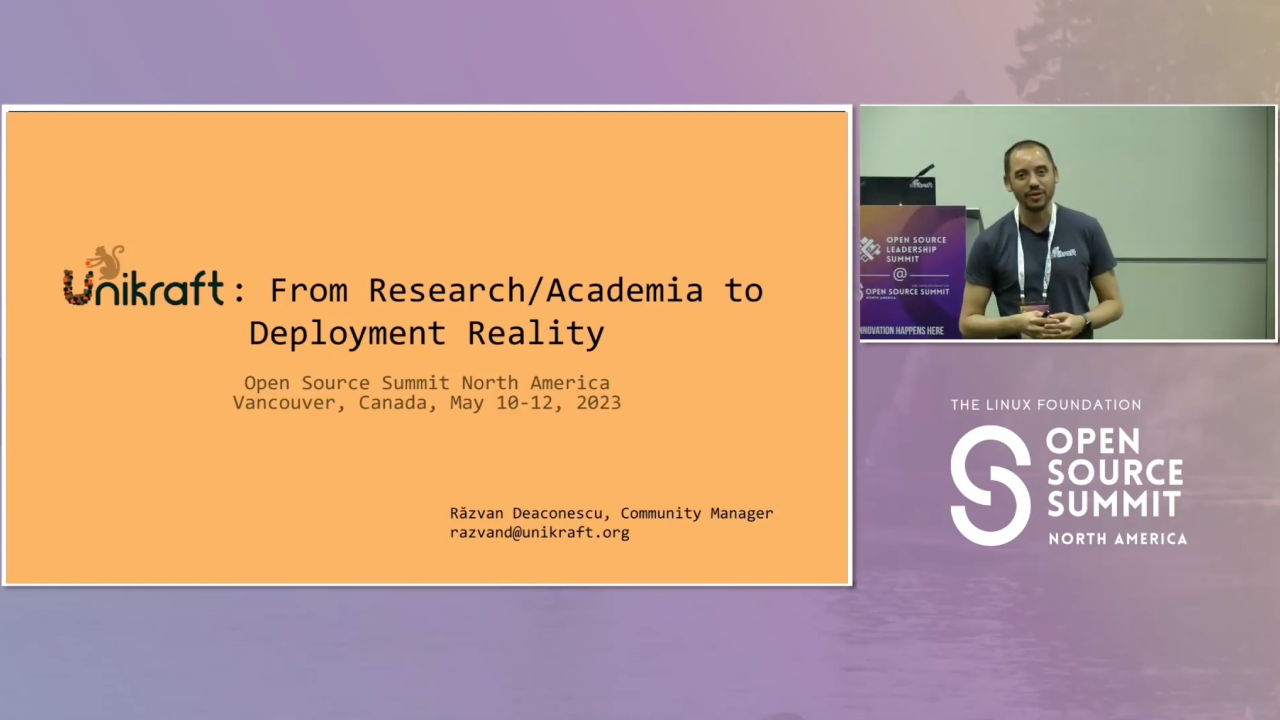 Unikraft: From Research/Academia to
Deployment Reality
Open Source Summit North America
Vancouver, Canada, May 10-12, 2023
Răzvan Deaconescu, Community Manager
razvand@unikraft.org
OPEN SOURCE
LEADERSHIP
SUMMIT
@
OPEN SOURCE SUMMIT
NORTH AMERICA
NNOVATION HAPPENS HERE
unikraft
THE LINUX FOUNDATION
OPEN
SOURCE
SUMMIT
NORTH AMERICA